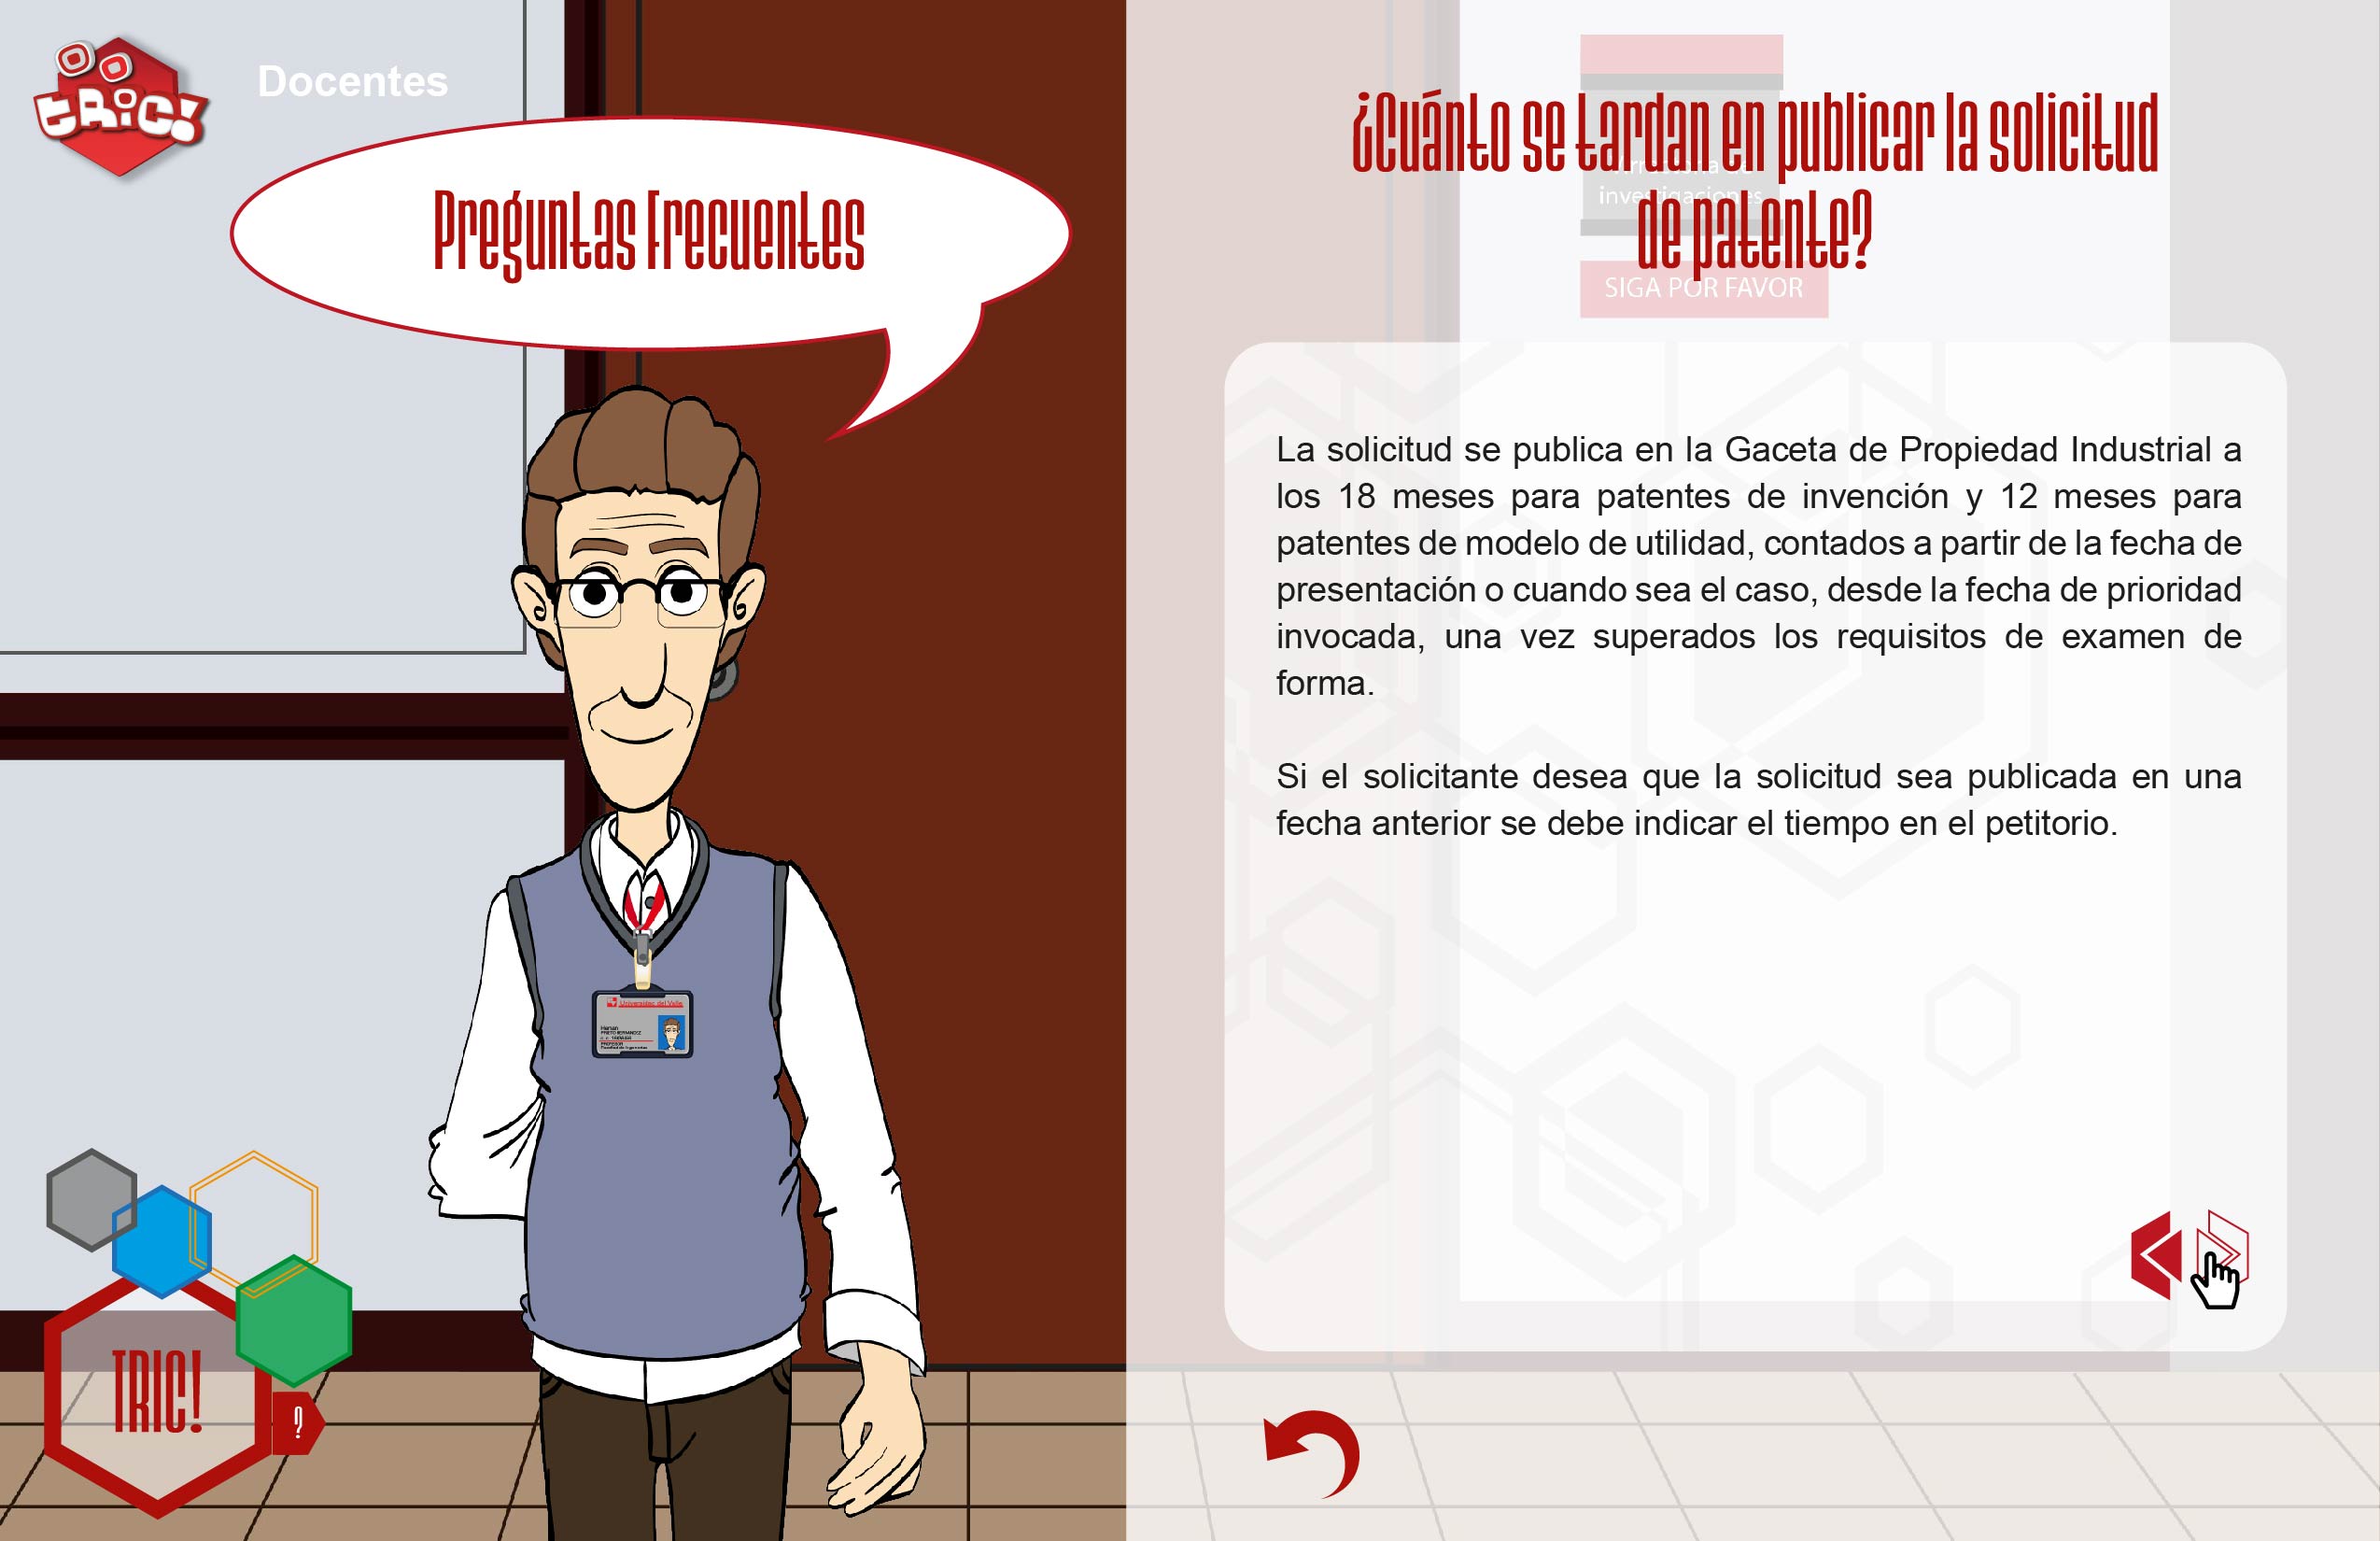 tRic!
Docentes
Preguntas Frecuentes
¿Cuánto se tardan en publicar la solicitud
de patente?
investigaciones
SIGA POR FAVOR
La solicitud se publica en la Gaceta de Propiedad Industrial a
los 18 meses para patentes de invención y 12 meses para
patentes de modelo de utilidad, contados a partir de la fecha de
presentación o cuando sea el caso, desde la fecha de prioridad
invocada, una vez superados los requisitos de examen de
forma.
Si el solicitante desea que la solicitud sea publicada en una
fecha anterior se debe indicar el tiempo en el petitorio.
Universidad del Valle
PROFESOR
TRIC!
?